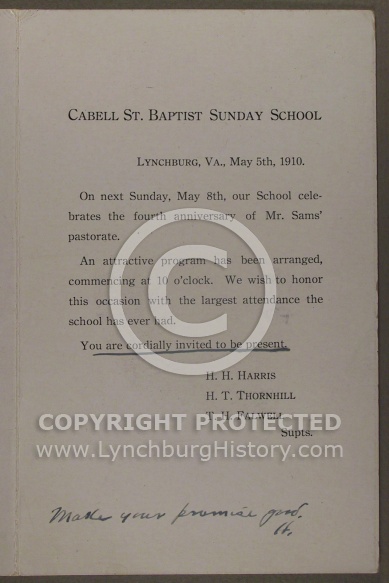 CABELL ST. BAPTIST SUNDAY SCHOOL
LYNCHBURG, VA., MAY 5th, 1910.
On next Sunday, May 8th, our School cele-
brates the fourth anniversary of Mr. Sams'
pastorate.
An attractive program has been arranged,
commencing at 10 o'clock. We wish to honor
this occasion with the largest attendance the
school has ever had.
You are cordially invited to be present.
H. H. HARRIS
H. T. THORNHILL
T. H. FALWELL
Supts.
COPYRIGHT PROTECTED
www.LynchburgHistory.com
Make your promise good.
H.